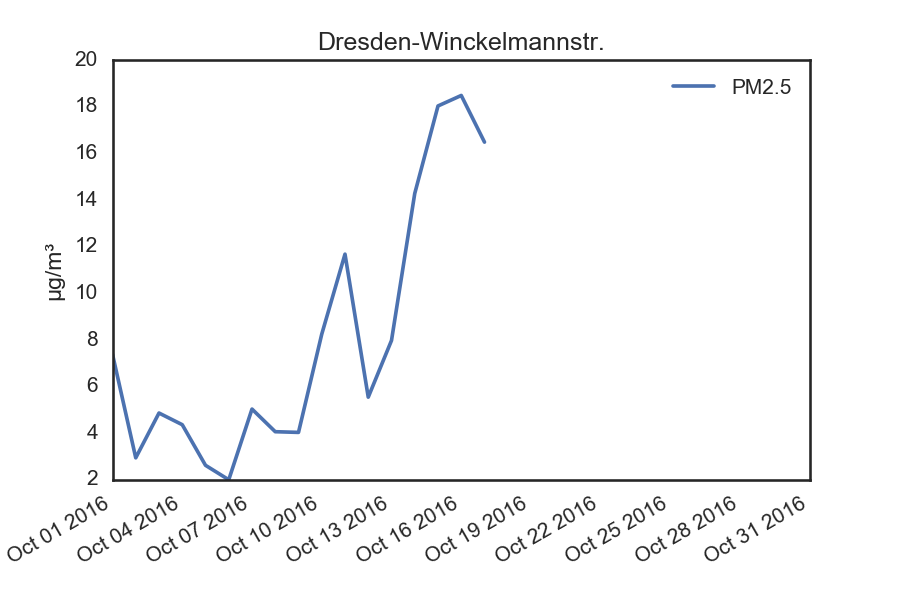 Dresden-Winckelmannstr.
PM2.5
µg/m³
20
18
16
14
12
10
8
6
4
2
Oct 01 2016
Oct 04 2016
Oct 07 2016
Oct 10 2016
Oct 13 2016
Oct 16 2016
Oct 19 2016
Oct 22 2016
Oct 25 2016
Oct 28 2016
Oct 31 2016